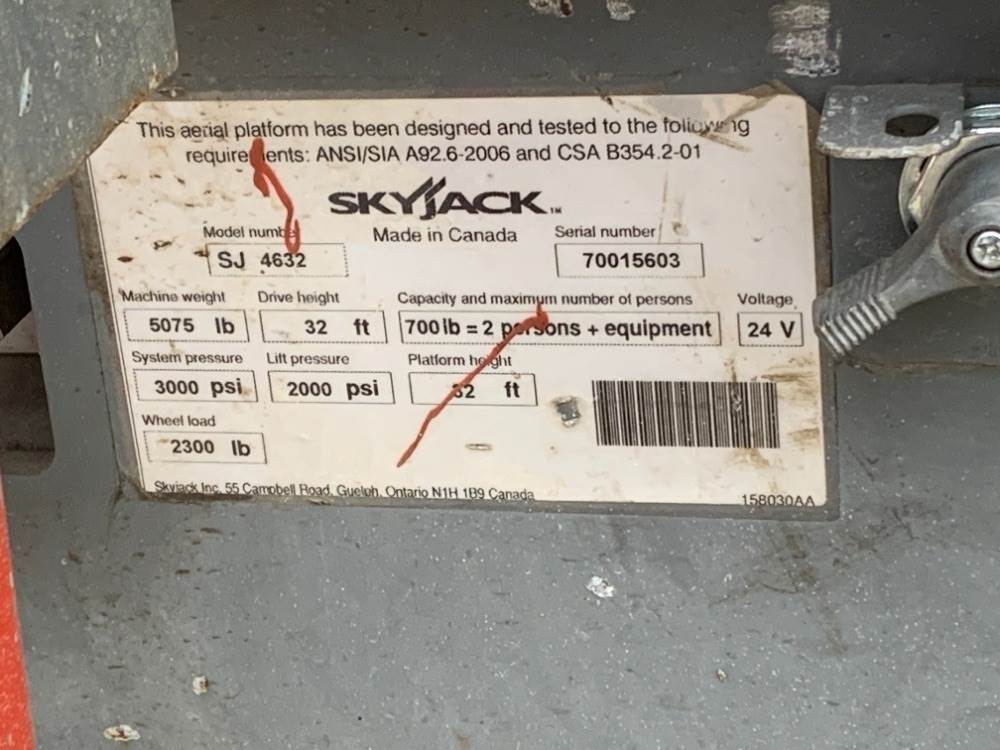 This aerial platform has been designed and tested to the following
requirements: ANSI/SIA A92.6-2006 and CSA B354.2-01
SKYJACK™
Made in Canada
Model number
SJ 4632
Serial number
70015603
Machine weight
5075 lb
Drive height
32 ft
Capacity and maximum number of persons
700 lb = 2 persons + equipment
Voltage
24 V
System pressure
3000 psi
Lift pressure
2000 psi
Platform height
32 ft
Wheel load
2300 lb
Skyjack Inc. 55 Campbell Road, Guelph, Ontario N1H 1B9 Canada
158030AA